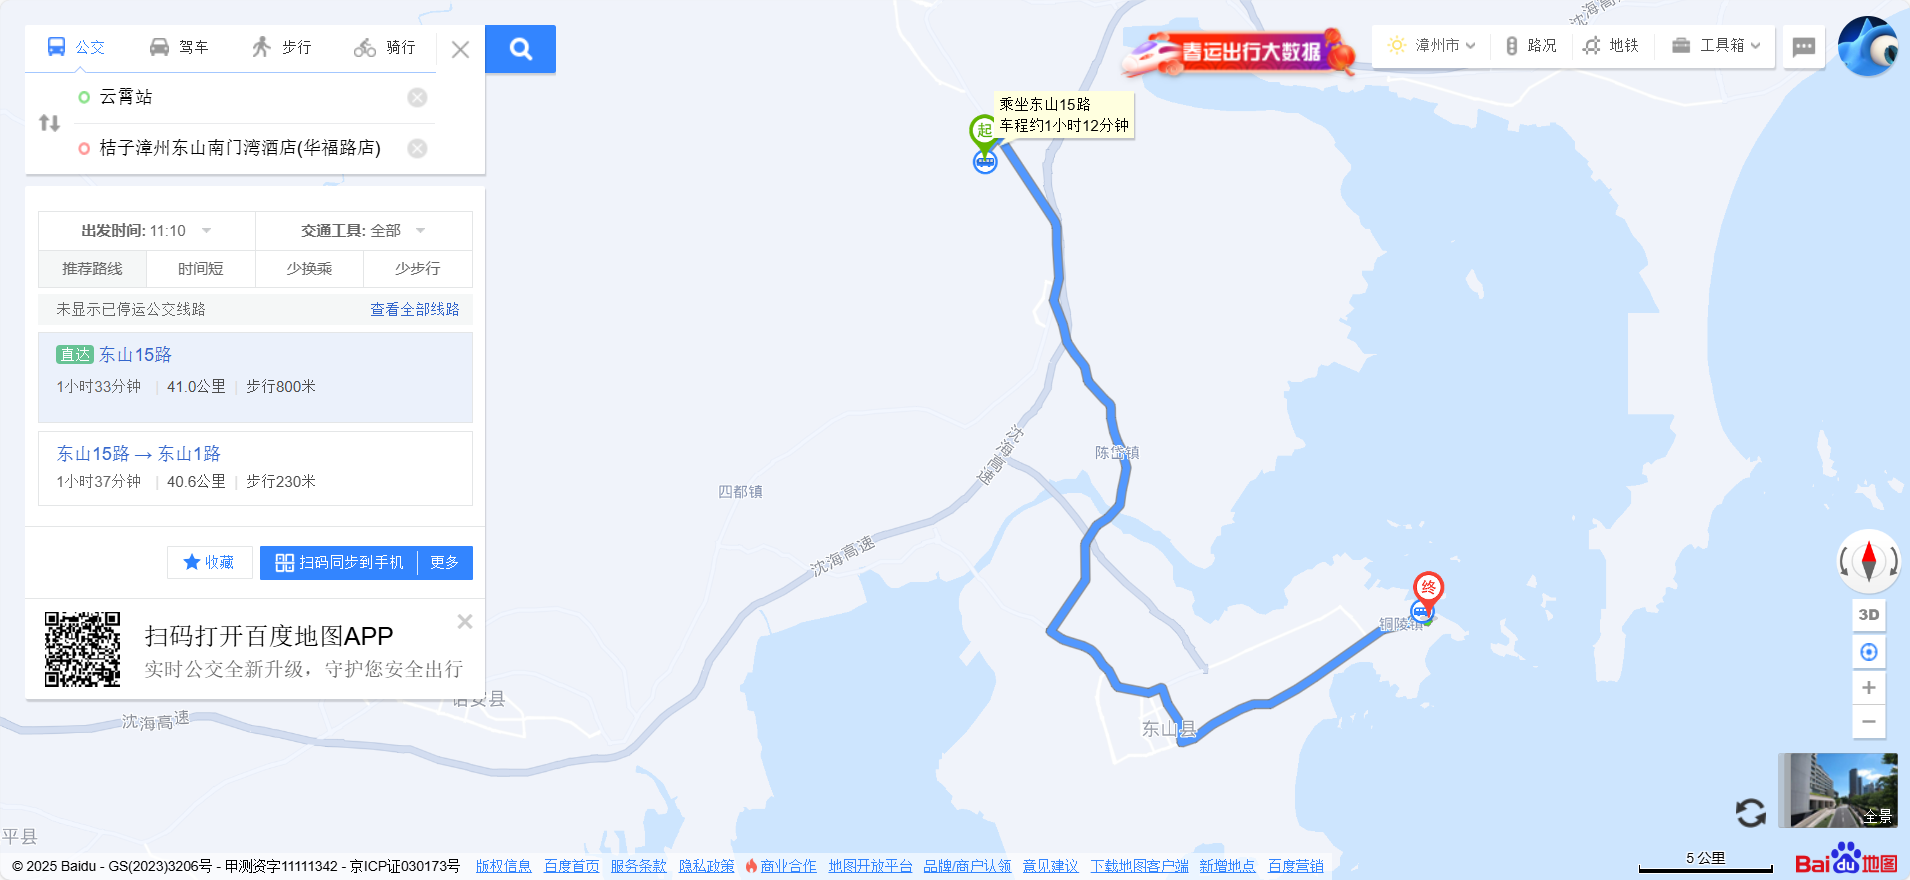 公交
驾车
步行
骑行
云霄站
桔子漳州东山南门湾酒店(华福路店)
出发时间: 11:10
交通工具: 全部
推荐路线
时间短
少换乘
少步行
未显示已停运公交线路
查看全部线路
直达 东山15路
1小时33分钟 | 41.0公里 | 步行800米
东山15路 → 东山1路
1小时37分钟 | 40.6公里 | 步行230米
收藏
扫码同步到手机
更多
扫码打开百度地图APP
实时公交全新升级，守护您安全出行
乘坐东山15路
车程约1小时12分钟
起
春运出行大数据
漳州市
路况
地铁
工具箱
沈海高速
沈海高速
陈岱镇
四都镇
沈海高速
终
铜陵镇
东山县
诏安县
沈海高速
平县
3D
全景
5 公里
Bai du 地图
© 2025 Baidu - GS(2023)3206号 - 甲测资字11111342 - 京ICP证030173号
版权信息
百度首页
服务条款
隐私政策
商业合作
地图开放平台
品牌/商户认领
意见建议
下载地图客户端
新增地点
百度营销